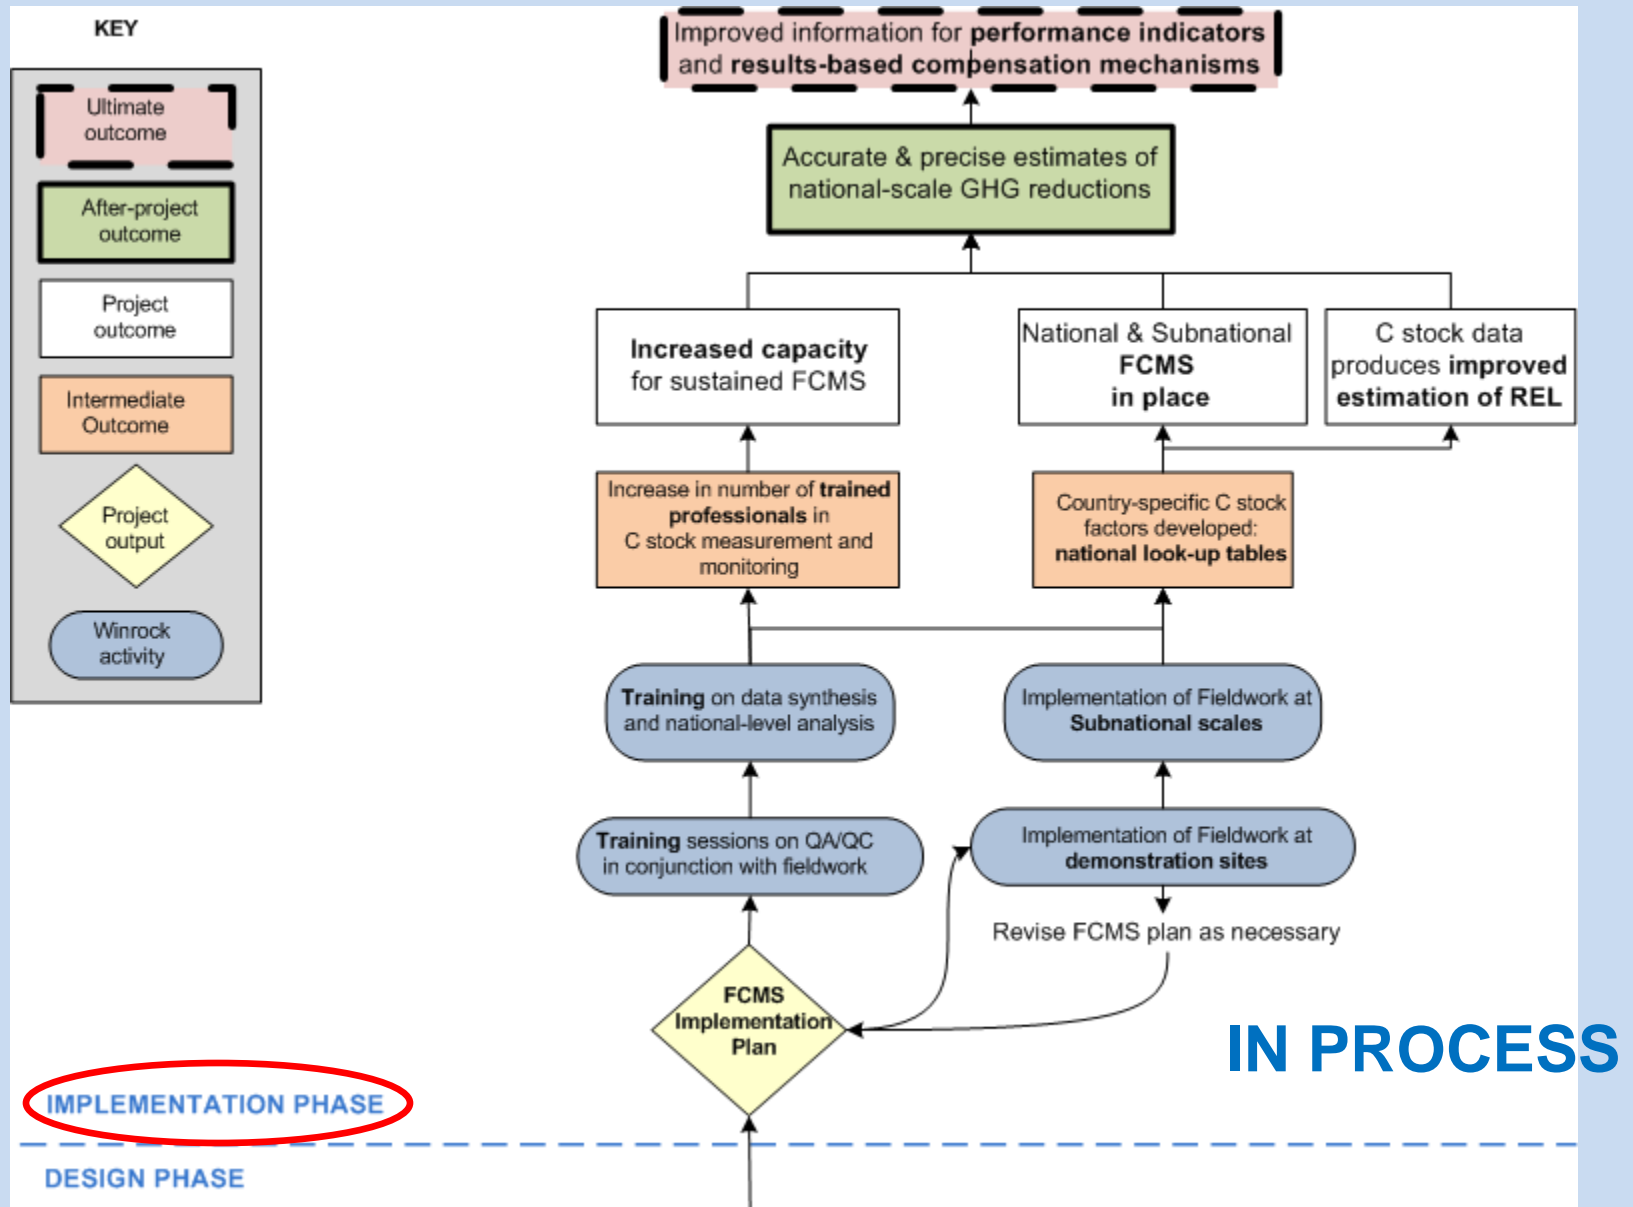 KEY
Ultimate
outcome
After-project
outcome
Project
outcome
Intermediate
Outcome
Project
output
Winrock
activity
Improved information for performance indicators
and results-based compensation mechanisms
Accurate & precise estimates of
national-scale GHG reductions
Increased capacity
for sustained FCMS
National & Subnational
FCMS
in place
C stock data
produces improved
estimation of REL
Increase in number of trained
professionals in
C stock measurement and
monitoring
Country-specific C stock
factors developed:
national look-up tables
Training on data synthesis
and national-level analysis
Implementation of Fieldwork at
Subnational scales
Training sessions on QA/QC
in conjunction with fieldwork
Implementation of Fieldwork at
demonstration sites
Revise FCMS plan as necessary
FCMS
Implementation
Plan
IN PROCESS
IMPLEMENTATION PHASE
DESIGN PHASE